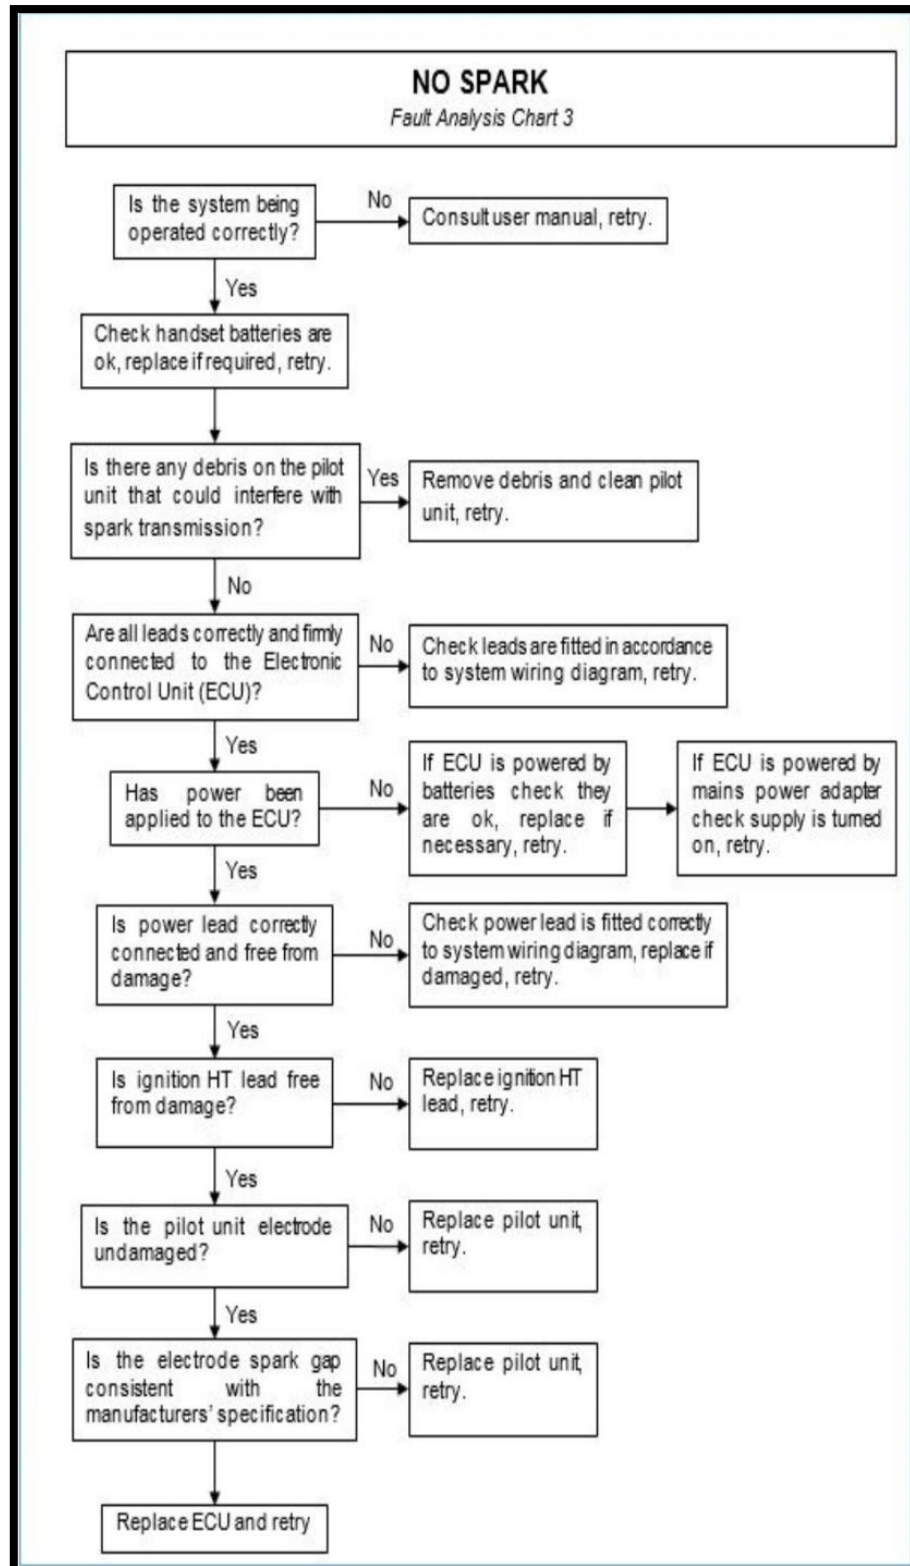 NO SPARK
Fault Analysis Chart 3
Is the system being
operated correctly?
No
Consult user manual, retry.
Yes
Check handset batteries are
ok, replace if required, retry.
Is there any debris on the pilot
unit that could interfere with
spark transmission?
Yes
Remove debris and clean pilot
unit, retry.
No
Are all leads correctly and firmly
connected to the Electronic
Control Unit (ECU)?
No
Check leads are fitted in accordance
to system wiring diagram, retry.
Yes
Has power been
applied to the ECU?
No
If ECU is powered by
batteries check they
are ok, replace if
necessary, retry.
If ECU is powered by
mains power adapter
check supply is turned
on, retry.
Yes
Is power lead correctly
connected and free from
damage?
No
Check power lead is fitted correctly
to system wiring diagram, replace if
damaged, retry.
Yes
Is ignition HT lead free
from damage?
No
Replace ignition HT
lead, retry.
Yes
Is the pilot unit electrode
undamaged?
No
Replace pilot unit,
retry.
Yes
Is the electrode spark gap
consistent with the
manufacturers' specification?
No
Replace pilot unit,
retry.
Replace ECU and retry